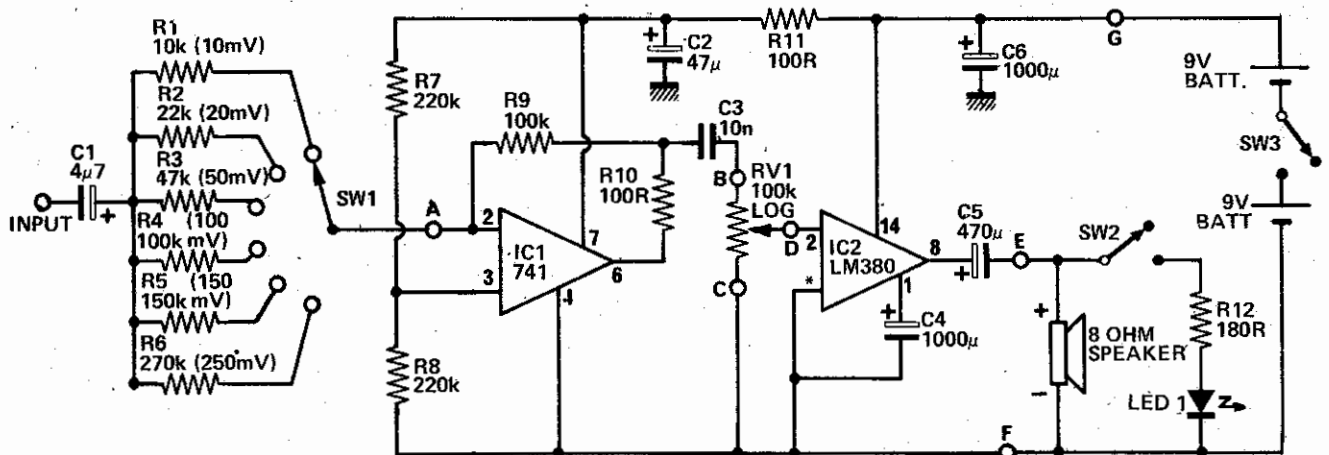 R1
10k (10mV)
R2
22k (20mV)
R3
47k (50mV)
R4
(100
100k mV)
R5
(150
150k mV)
R6
270k (250mV)
C1
4μ7
+
INPUT
SW1
A
R7
220k
R8
220k
R9
100k
R10
100R
2
3
IC1
741
7
6
4
C2
47μ
+
R11
100R
C3
10n
B
RV1
100k
LOG
C
D
2
*
IC2
LM380
14
8
1
+
C4
1000μ
C5
470μ
+
E
+
C6
1000μ
G
SW2
+
8 OHM
SPEAKER
−
R12
180R
LED 1
F
9V
BATT.
SW3
9V
BATT